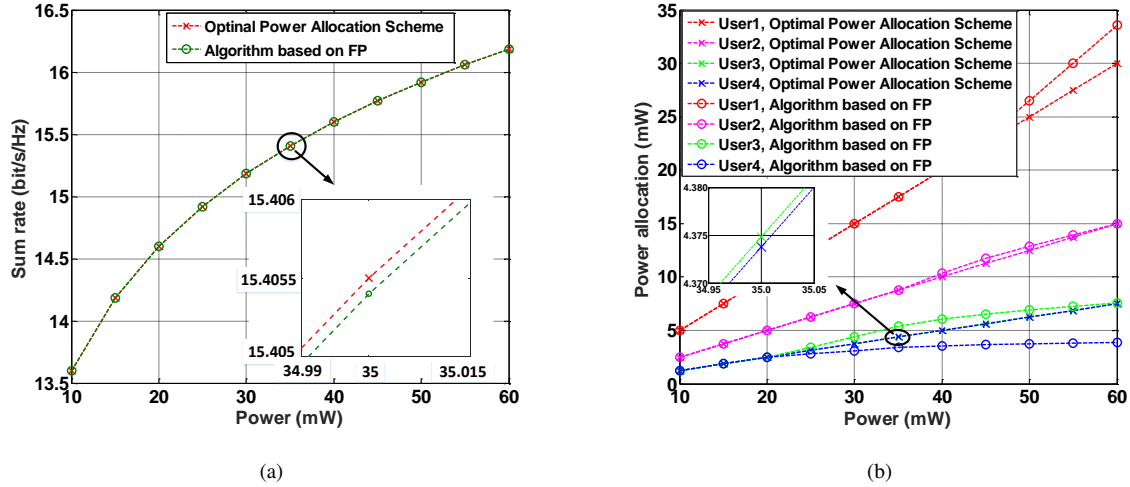 Optinal Power Allocation Scheme
Algorithm based on FP
Sum rate (bit/s/Hz)
16.5
16
15.5
15
14.5
14
13.5
15.406
15.4055
15.405
34.99 35 35.015
10 20 30 40 50 60
Power (mW)
(a)
User1, Optimal Power Allocation Scheme
User2, Optimal Power Allocation Scheme
User3, Optimal Power Allocation Scheme
User4, Optimal Power Allocation Scheme
User1, Algorithm based on FP
User2, Algorithm based on FP
User3, Algorithm based on FP
User4, Algorithm based on FP
Power allocation (mW)
35
30
25
20
15
10
5
0
4.380
4.375
4.370
34.95 35.0 35.05
10 20 30 40 50 60
Power (mW)
(b)